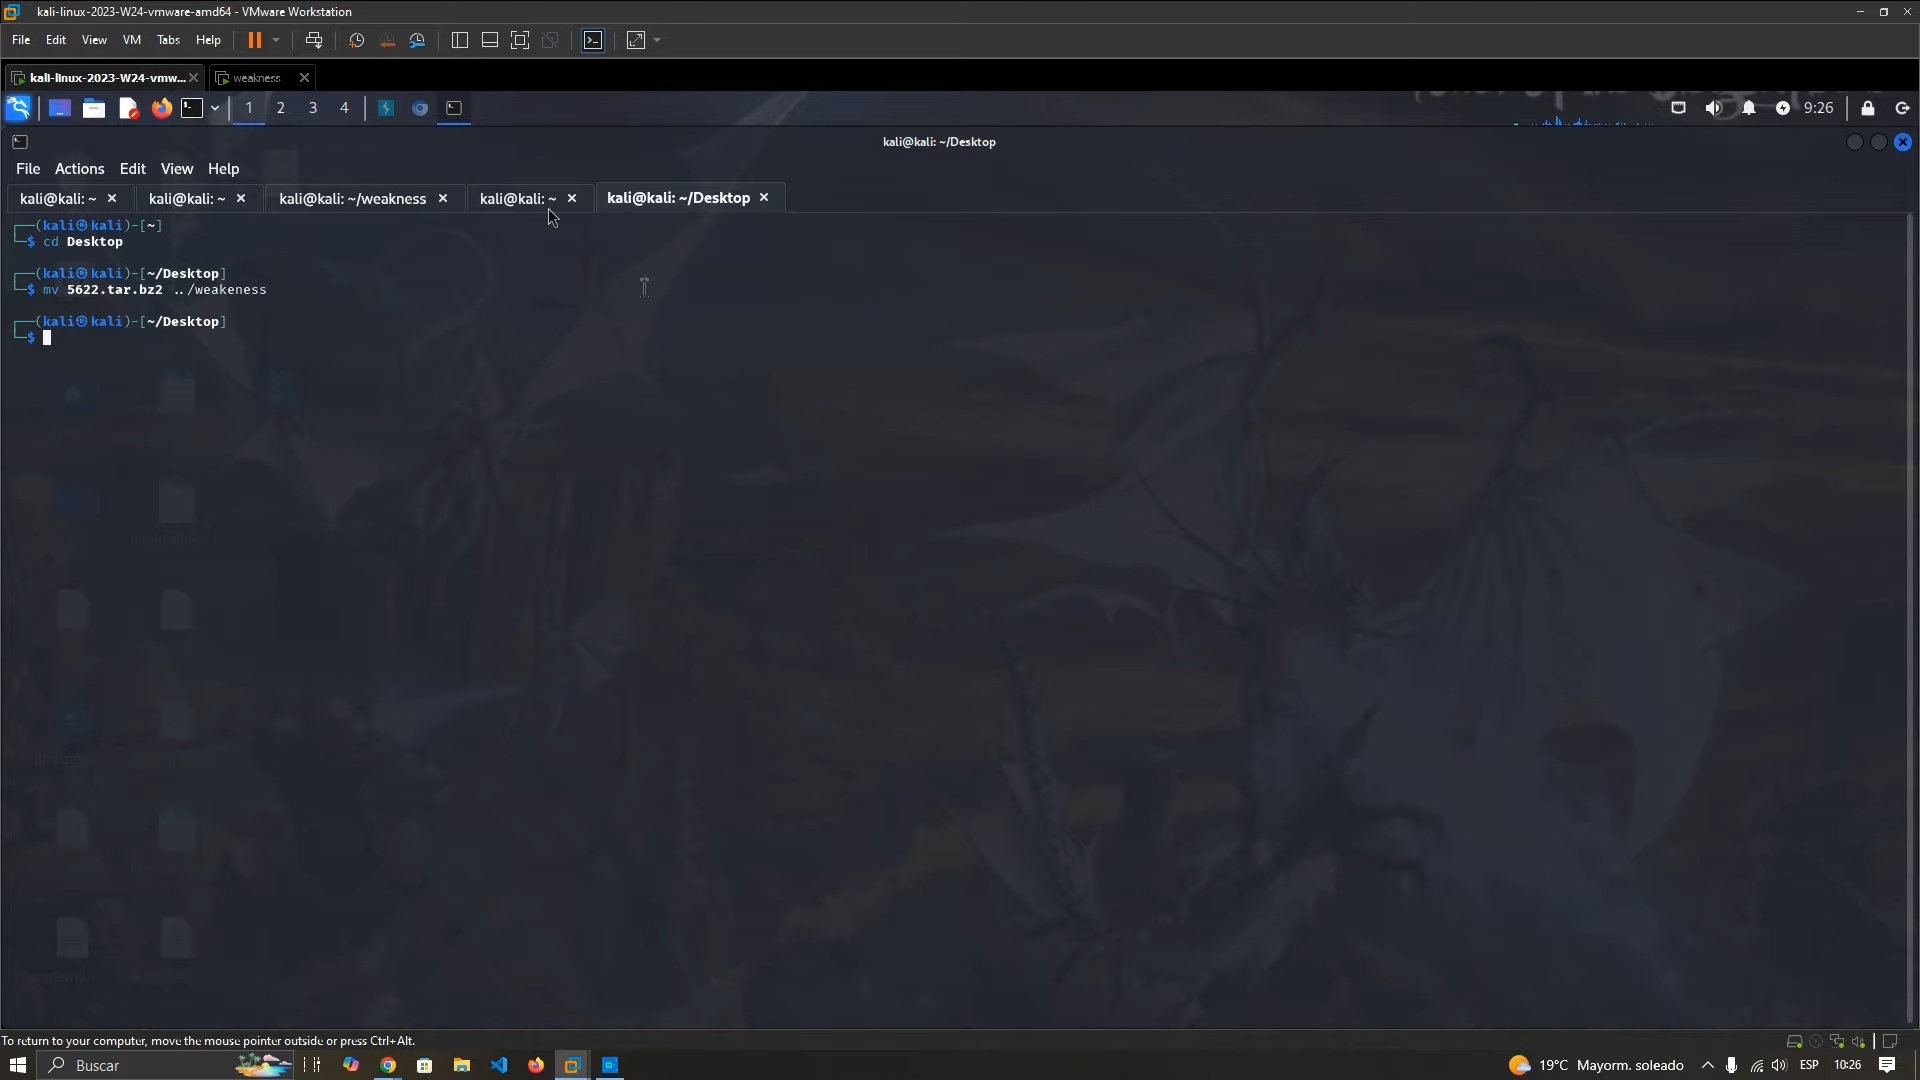 kali-linux-2023-W24-vmware-amd64 - VMware Workstation
File Edit View VM Tabs Help
kali-linux-2023-W24-vmw... weakness
1 2 3 4 9:26
kali@kali: ~/Desktop
File Actions Edit View Help
kali@kali: ~ kali@kali: ~ kali@kali: ~/weakness kali@kali: ~ kali@kali: ~/Desktop
┌──(kali㉿kali)-[~]
└─$ cd Desktop
┌──(kali㉿kali)-[~/Desktop]
└─$ mv 5622.tar.bz2 ../weakeness
┌──(kali㉿kali)-[~/Desktop]
└─$
To return to your computer, move the mouse pointer outside or press Ctrl+Alt.
Buscar 19°C Mayorm. soleado ESP 10:26